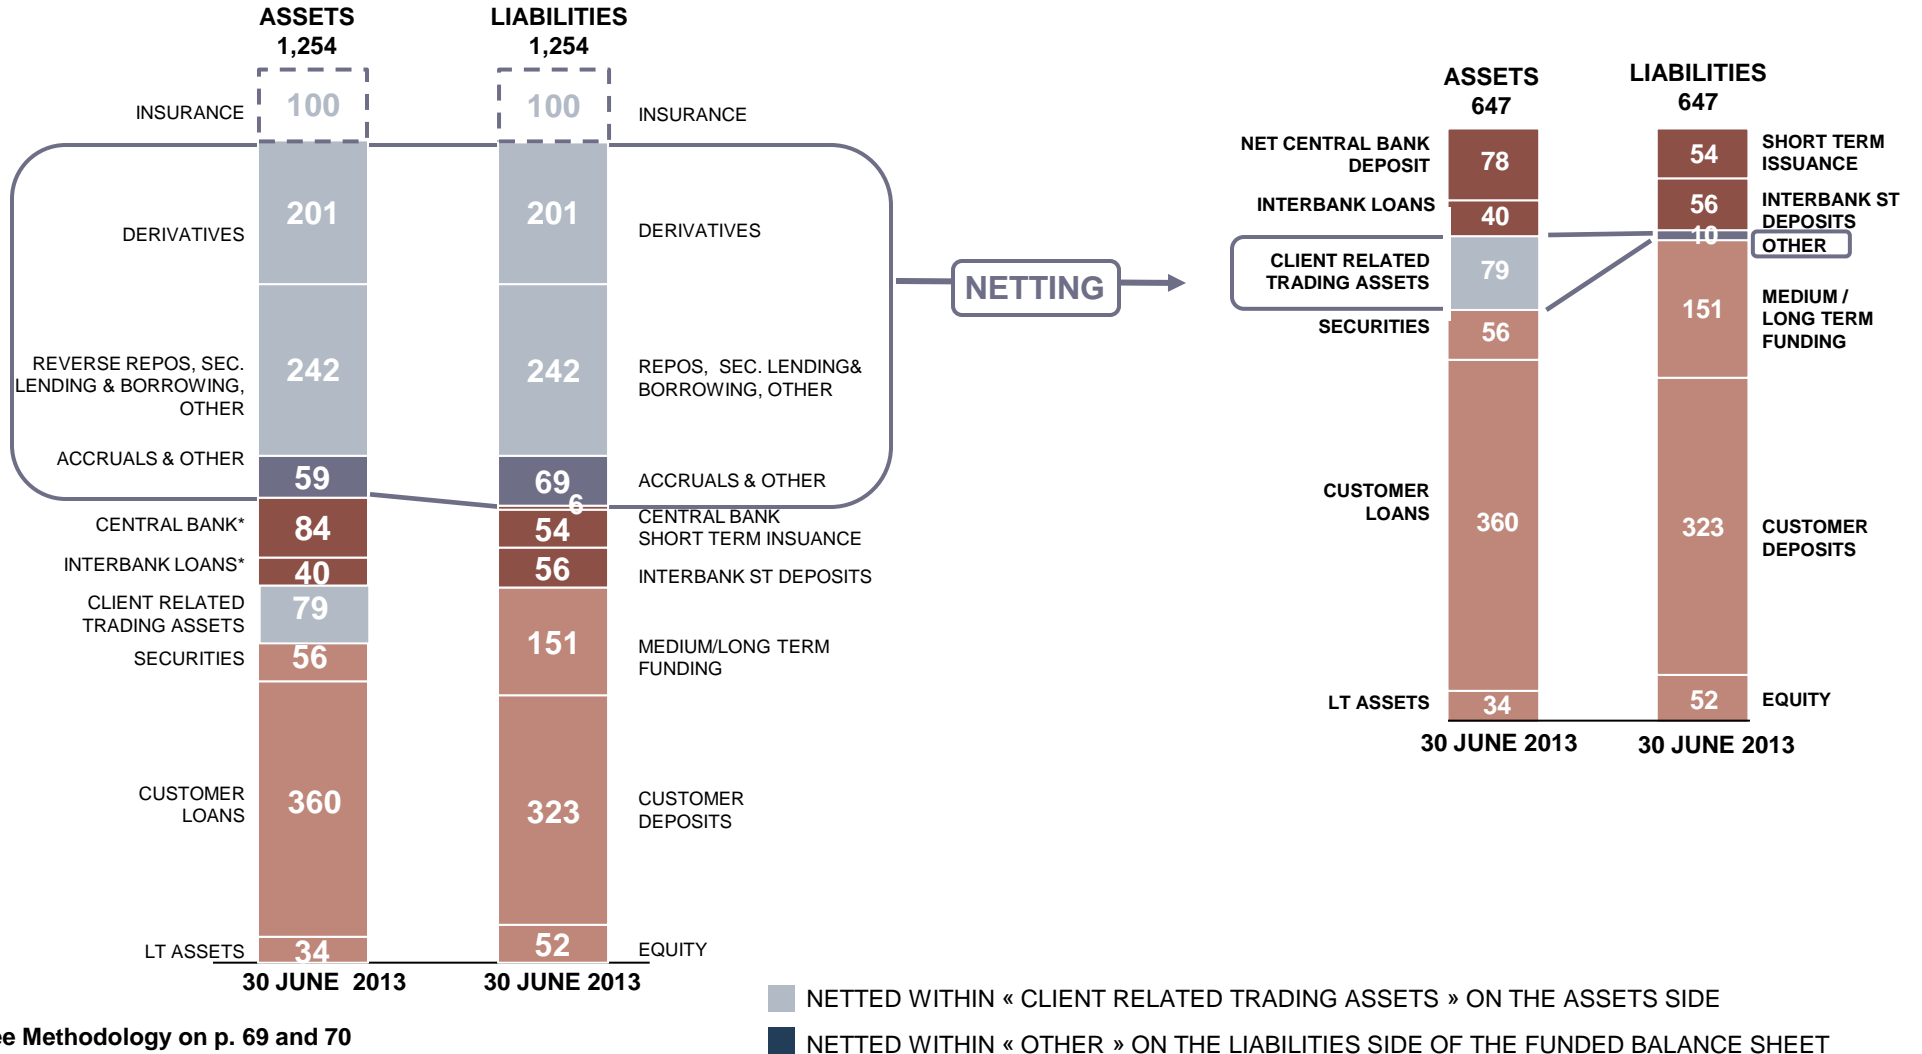 ASSETS
1,254
LIABILITIES
1,254
INSURANCE
100
100
INSURANCE
DERIVATIVES
201
201
DERIVATIVES
REVERSE REPOS, SEC.
LENDING & BORROWING,
OTHER
242
242
REPOS, SEC. LENDING&
BORROWING, OTHER
ACCRUALS & OTHER
59
69
ACCRUALS & OTHER
6
CENTRAL BANK*
84
54
CENTRAL BANK
SHORT TERM INSUANCE
INTERBANK LOANS*
40
56
INTERBANK ST DEPOSITS
CLIENT RELATED
TRADING ASSETS
79
SECURITIES
56
151
MEDIUM/LONG TERM
FUNDING
CUSTOMER
LOANS
360
323
CUSTOMER
DEPOSITS
LT ASSETS
34
52
EQUITY
30 JUNE 2013
30 JUNE 2013
NETTING
ASSETS
647
LIABILITIES
647
NET CENTRAL BANK
DEPOSIT
78
54
SHORT TERM
ISSUANCE
INTERBANK LOANS
40
56
INTERBANK ST
DEPOSITS
10
OTHER
CLIENT RELATED
TRADING ASSETS
79
SECURITIES
56
151
MEDIUM /
LONG TERM
FUNDING
CUSTOMER
LOANS
360
323
CUSTOMER
DEPOSITS
LT ASSETS
34
52
EQUITY
30 JUNE 2013
30 JUNE 2013
NETTED WITHIN « CLIENT RELATED TRADING ASSETS » ON THE ASSETS SIDE
NETTED WITHIN « OTHER » ON THE LIABILITIES SIDE OF THE FUNDED BALANCE SHEET
ee Methodology on p. 69 and 70